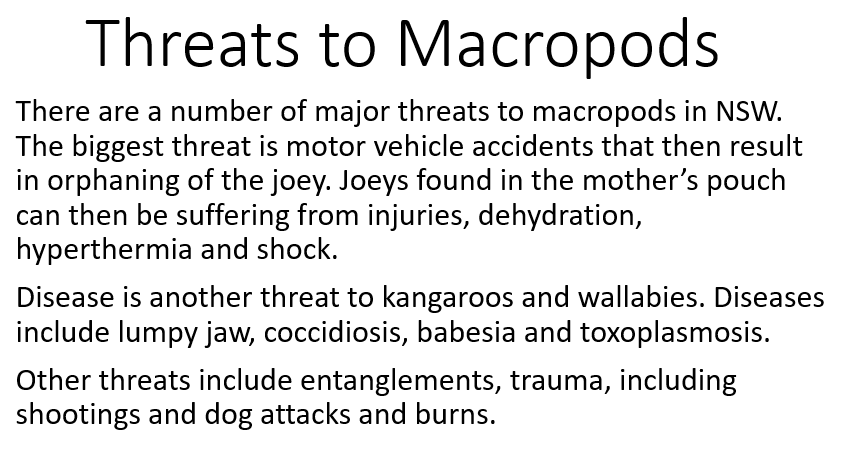 Threats to Macropods
There are a number of major threats to macropods in NSW.
The biggest threat is motor vehicle accidents that then result
in orphaning of the joey. Joeys found in the mother’s pouch
can then be suffering from injuries, dehydration,
hyperthermia and shock.
Disease is another threat to kangaroos and wallabies. Diseases
include lumpy jaw, coccidiosis, babesia and toxoplasmosis.
Other threats include entanglements, trauma, including
shootings and dog attacks and burns.